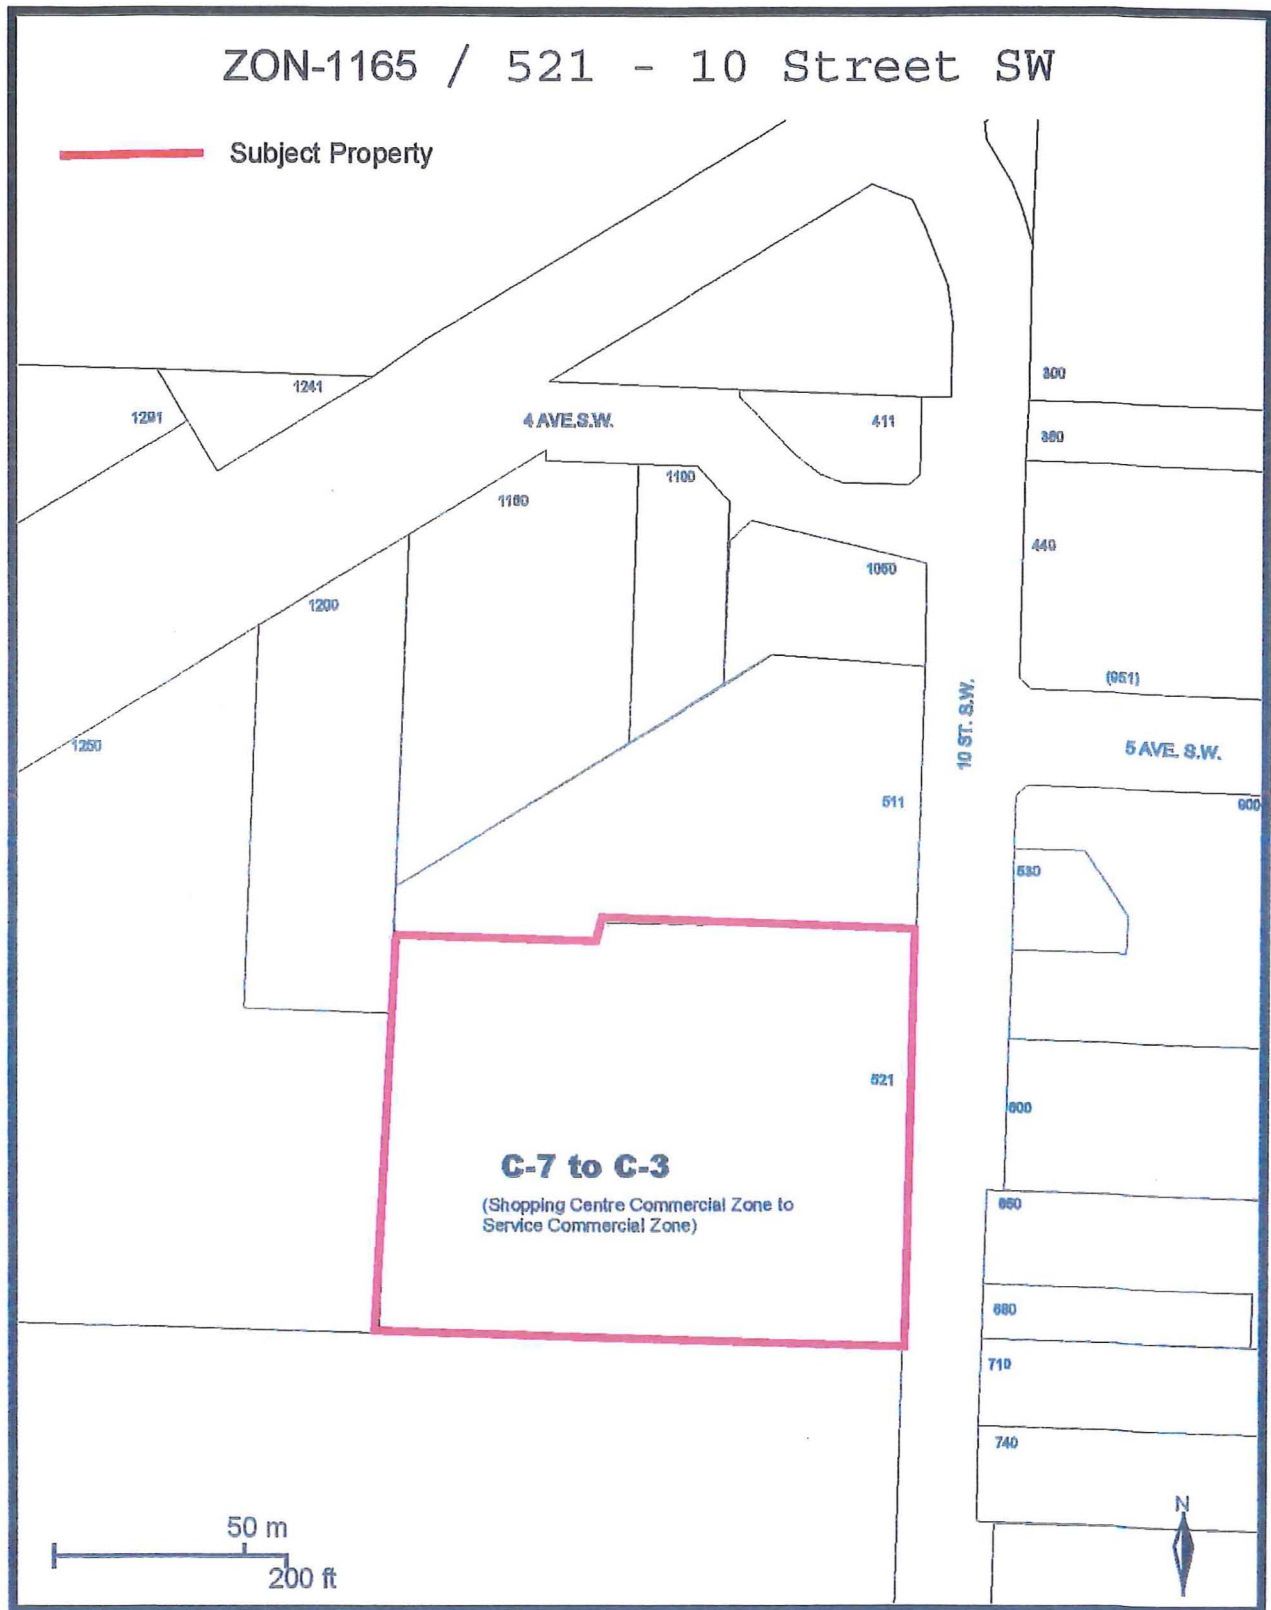 ZON-1165 / 521 - 10 Street SW
Subject Property
1241
1291
4 AVE.S.W.
411
300
380
1160
1100
440
1060
1200
(951)
10 ST. S.W.
5 AVE. S.W.
1250
511
900
530
521
600
C-7 to C-3
(Shopping Centre Commercial Zone to
Service Commercial Zone)
650
680
710
740
N
50 m
200 ft